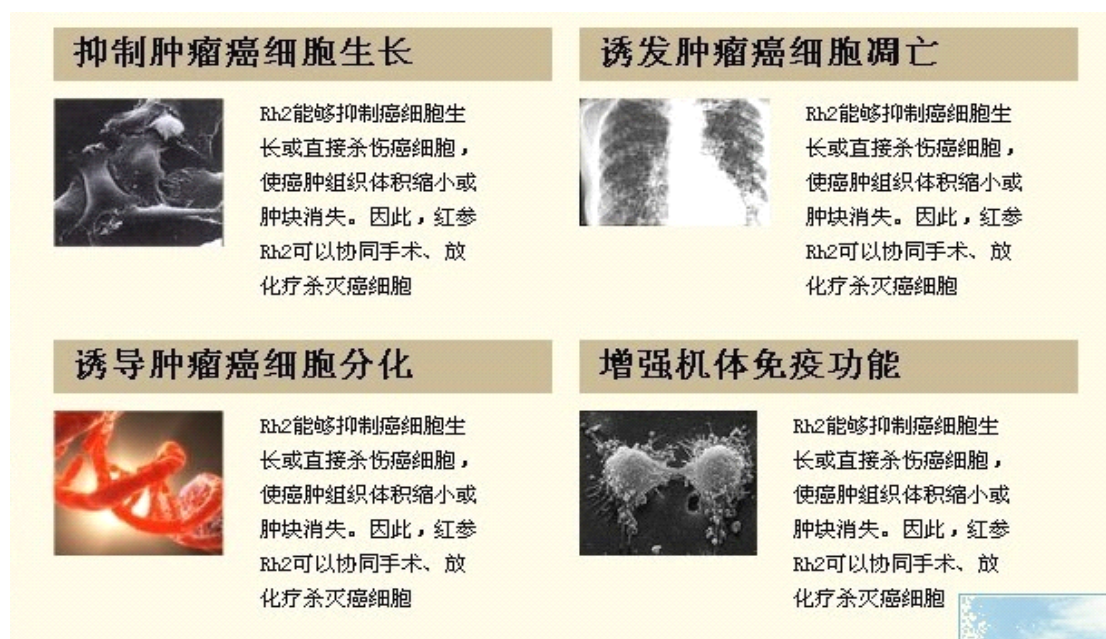 抑制肿瘤癌细胞生长
Rh2能够抑制癌细胞生
长或直接杀伤癌细胞，
使癌肿组织体积缩小或
肿块消失。因此，红参
Rh2可以协同手术、放
化疗杀灭癌细胞
诱发肿瘤癌细胞凋亡
Rh2能够抑制癌细胞生
长或直接杀伤癌细胞，
使癌肿组织体积缩小或
肿块消失。因此，红参
Rh2可以协同手术、放
化疗杀灭癌细胞
诱导肿瘤癌细胞分化
Rh2能够抑制癌细胞生
长或直接杀伤癌细胞，
使癌肿组织体积缩小或
肿块消失。因此，红参
Rh2可以协同手术、放
化疗杀灭癌细胞
增强机体免疫功能
Rh2能够抑制癌细胞生
长或直接杀伤癌细胞，
使癌肿组织体积缩小或
肿块消失。因此，红参
Rh2可以协同手术、放
化疗杀灭癌细胞